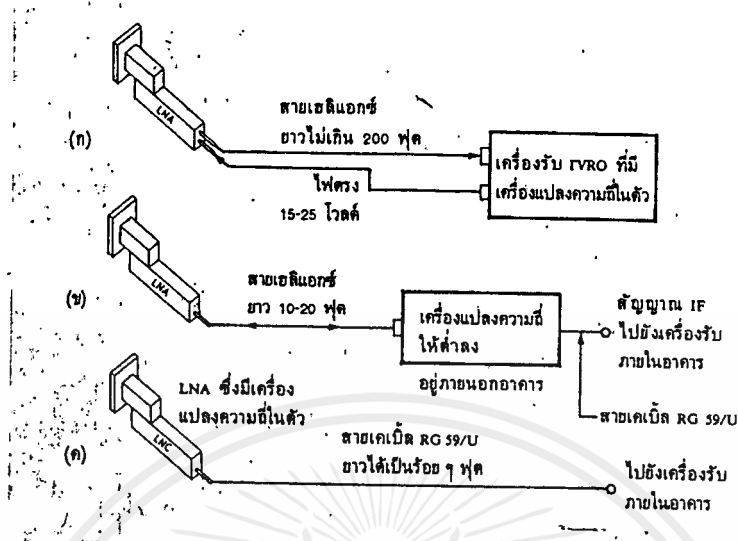 (ก)
LNA
สายเฮลิแอกซ์
ยาวไม่เกิน 200 ฟุต
ไฟตรง
15-25 โวลต์
เครื่องรับ TVRO ที่มี
เครื่องแปลงความถี่ในตัว
(ข)
LNA
สายเฮลิแอกซ์
ยาว 10-20 ฟุต
เครื่องแปลงความถี่
ให้ต่ำลง
อยู่ภายนอกอาคาร
สัญญาณ IF
ไปยังเครื่องรับ
ภายในอาคาร
สายเคเบิ้ล RG 59/U
(ค)
LNA ซึ่งมีเครื่อง
แปลงความถี่ในตัว
LNC
สายเคเบิ้ล RG 59/U
ยาวได้เป็นร้อย ๆ ฟุต
ไปยังเครื่องรับ
ภายในอาคาร